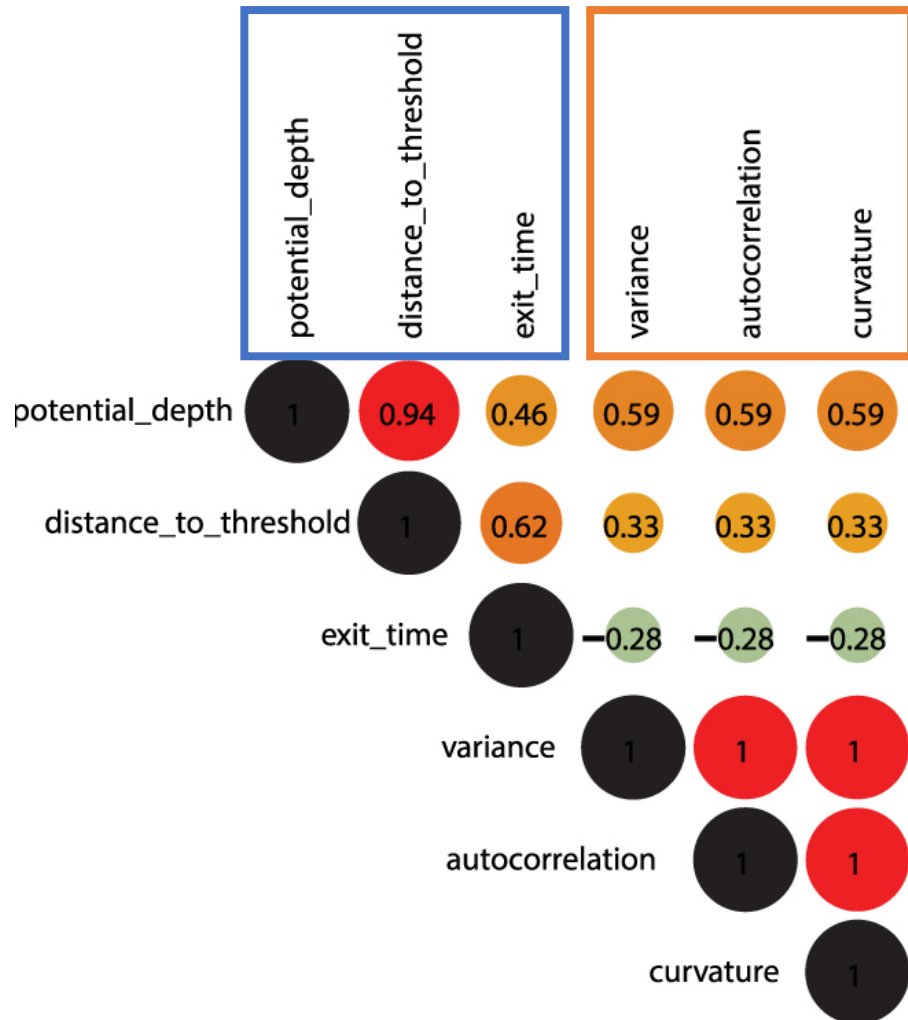 potential_depth
distance_to_threshold
exit_time
variance
autocorrelation
curvature
potential_depth 1 0.94 0.46 0.59 0.59 0.59
distance_to_threshold 1 0.62 0.33 0.33 0.33
exit_time 1 −0.28 −0.28 −0.28
variance 1 1 1
autocorrelation 1 1
curvature 1